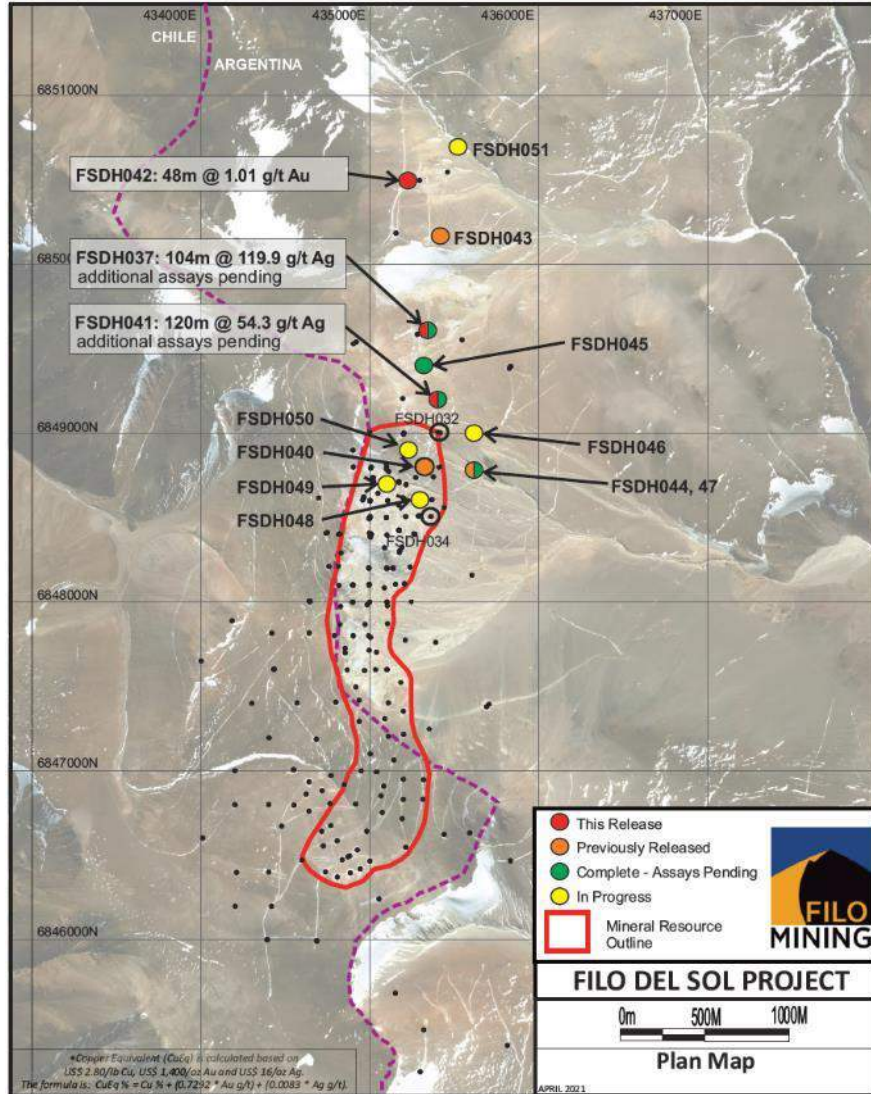 434000E
435000E
436000E
437000E
CHILE
ARGENTINA
6851000N
FSDH051
FSDH042: 48m @ 1.01 g/t Au
FSDH043
6850000N
FSDH037: 104m @ 119.9 g/t Ag
additional assays pending
FSDH041: 120m @ 54.3 g/t Ag
additional assays pending
FSDH045
6849000N
FSDH032
FSDH050
FSDH046
FSDH040
FSDH044, 47
FSDH049
FSDH048
FSDH034
6848000N
6847000N
6846000N
This Release
Previously Released
Complete - Assays Pending
In Progress
Mineral Resource
Outline
FILO
MINING
FILO DEL SOL PROJECT
0m 500M 1000M
Plan Map
APRIL 2021
*Copper Equivalent (CuEq) is calculated based on
US$ 2.80/lb Cu, US$ 1,400/oz Au and US$ 16/oz Ag.
The formula is: CuEq % = Cu % + (0.7292 * Au g/t) + (0.0083 * Ag g/t).